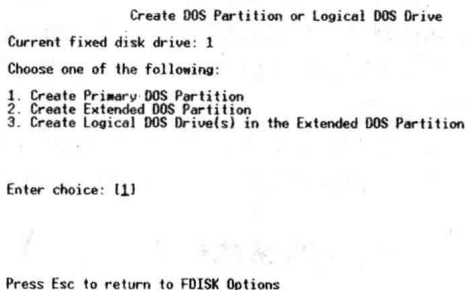 Create DOS Partition or Logical DOS Drive
Current fixed disk drive: 1
Choose one of the following:
1. Create Primary DOS Partition
2. Create Extended DOS Partition
3. Create Logical DOS Drive(s) in the Extended DOS Partition
Enter choice: [1]
Press Esc to return to FDISK Options